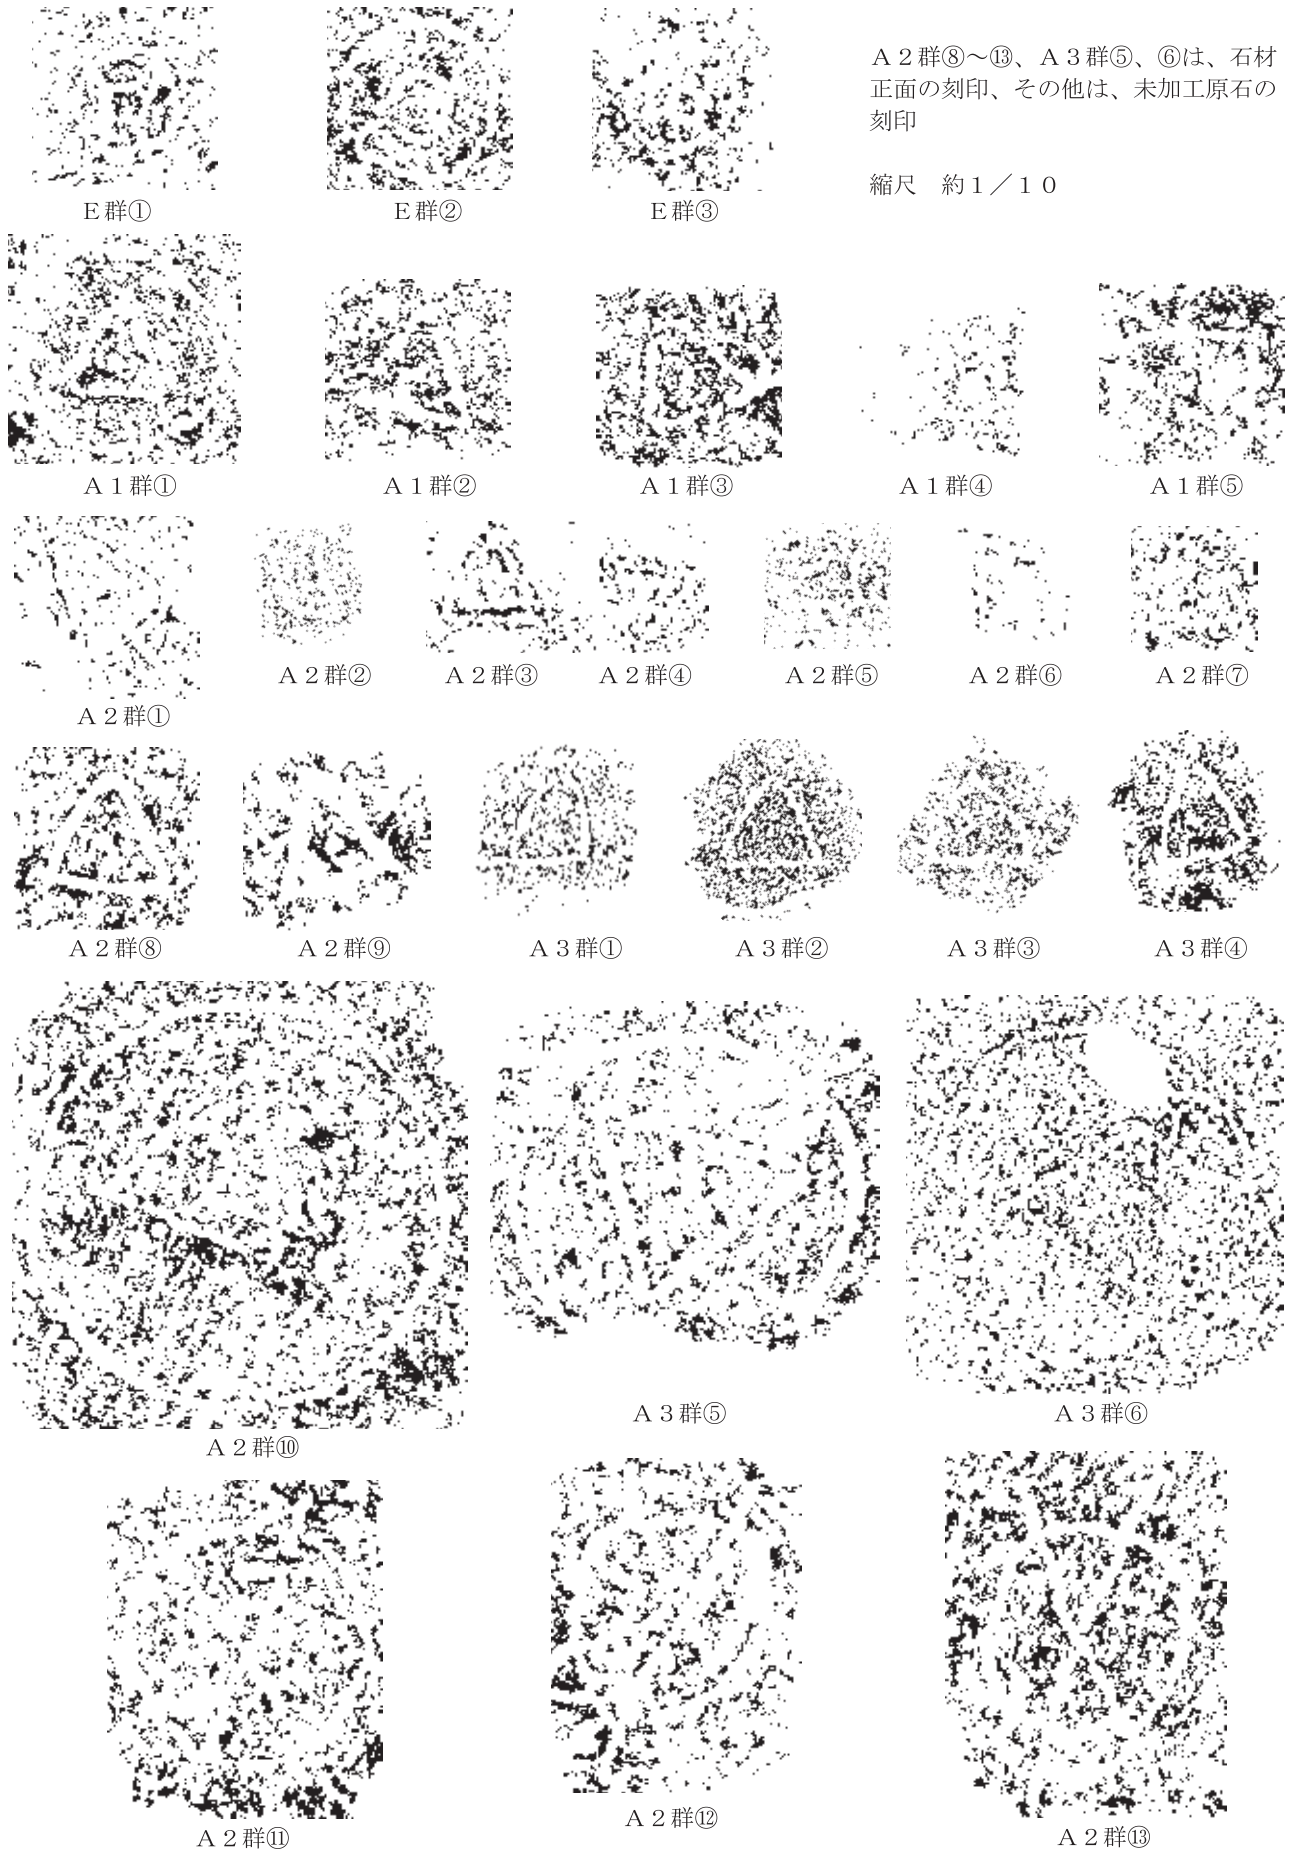 Ａ２群⑧～⑬、Ａ３群⑤、⑥は、石材
正面の刻印、その他は、未加工原石の
刻印
縮尺　約１／１０
Ｅ群①
Ｅ群②
Ｅ群③
Ａ１群①
Ａ１群②
Ａ１群③
Ａ１群④
Ａ１群⑤
Ａ２群①
Ａ２群②
Ａ２群③
Ａ２群④
Ａ２群⑤
Ａ２群⑥
Ａ２群⑦
Ａ２群⑧
Ａ２群⑨
Ａ３群①
Ａ３群②
Ａ３群③
Ａ３群④
Ａ２群⑩
Ａ３群⑤
Ａ３群⑥
Ａ２群⑪
Ａ２群⑫
Ａ２群⑬